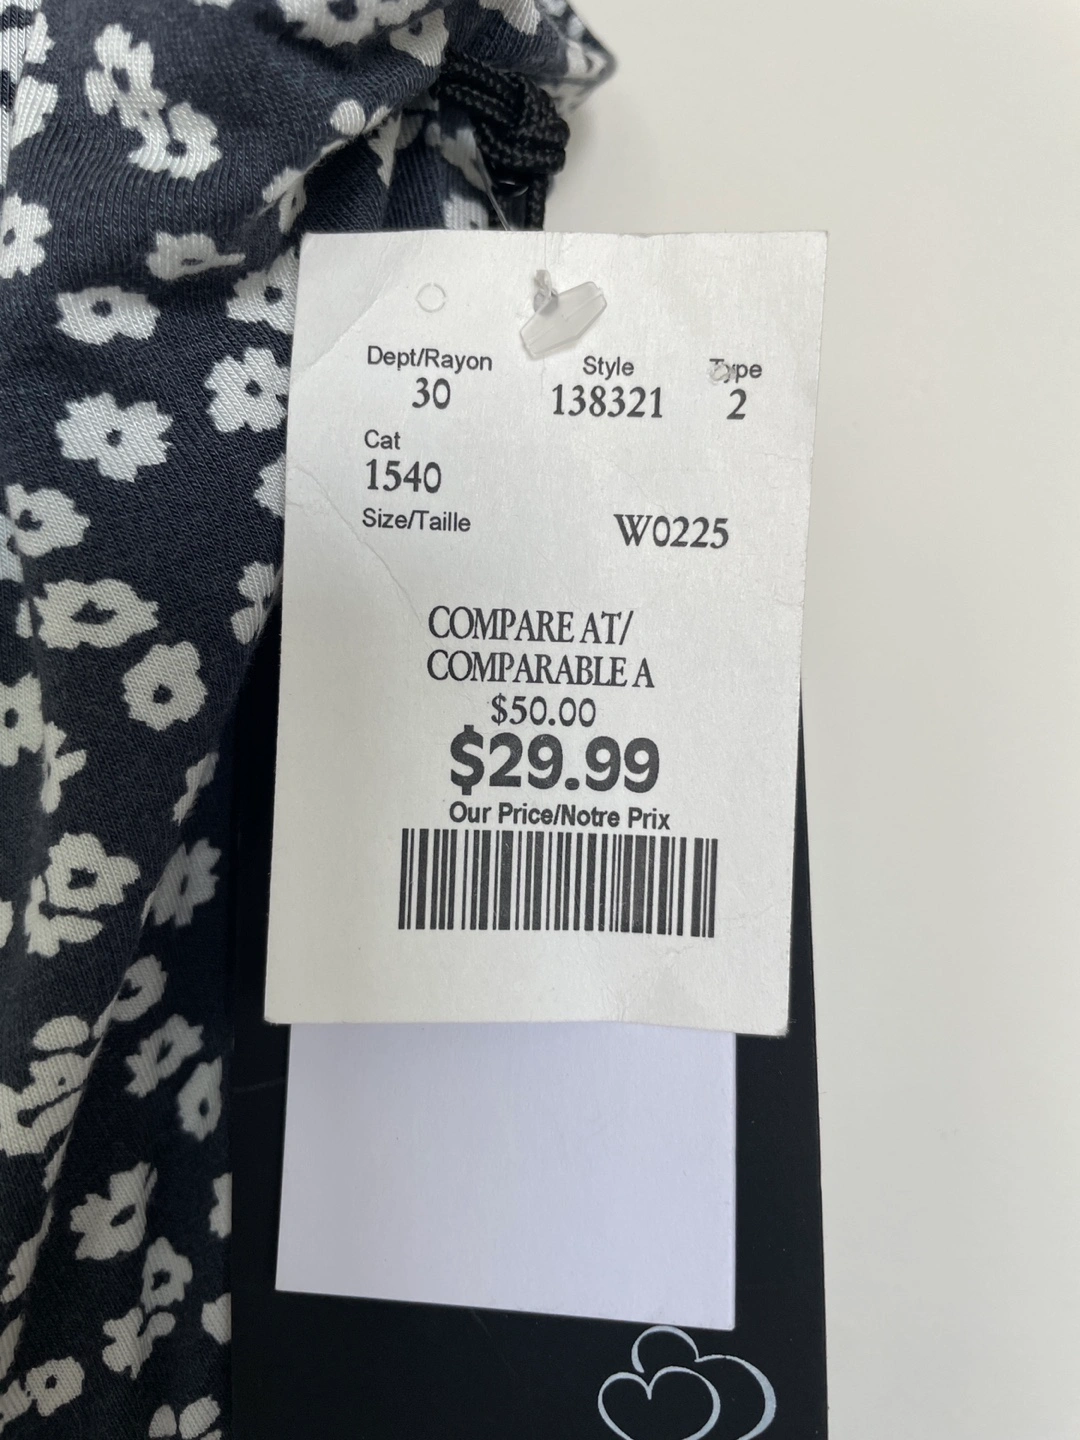 Dept/Rayon Style Type
30 138321 2
Cat
1540
Size/Taille W0225
COMPARE AT/
COMPARABLE A
$50.00
$29.99
Our Price/Notre Prix